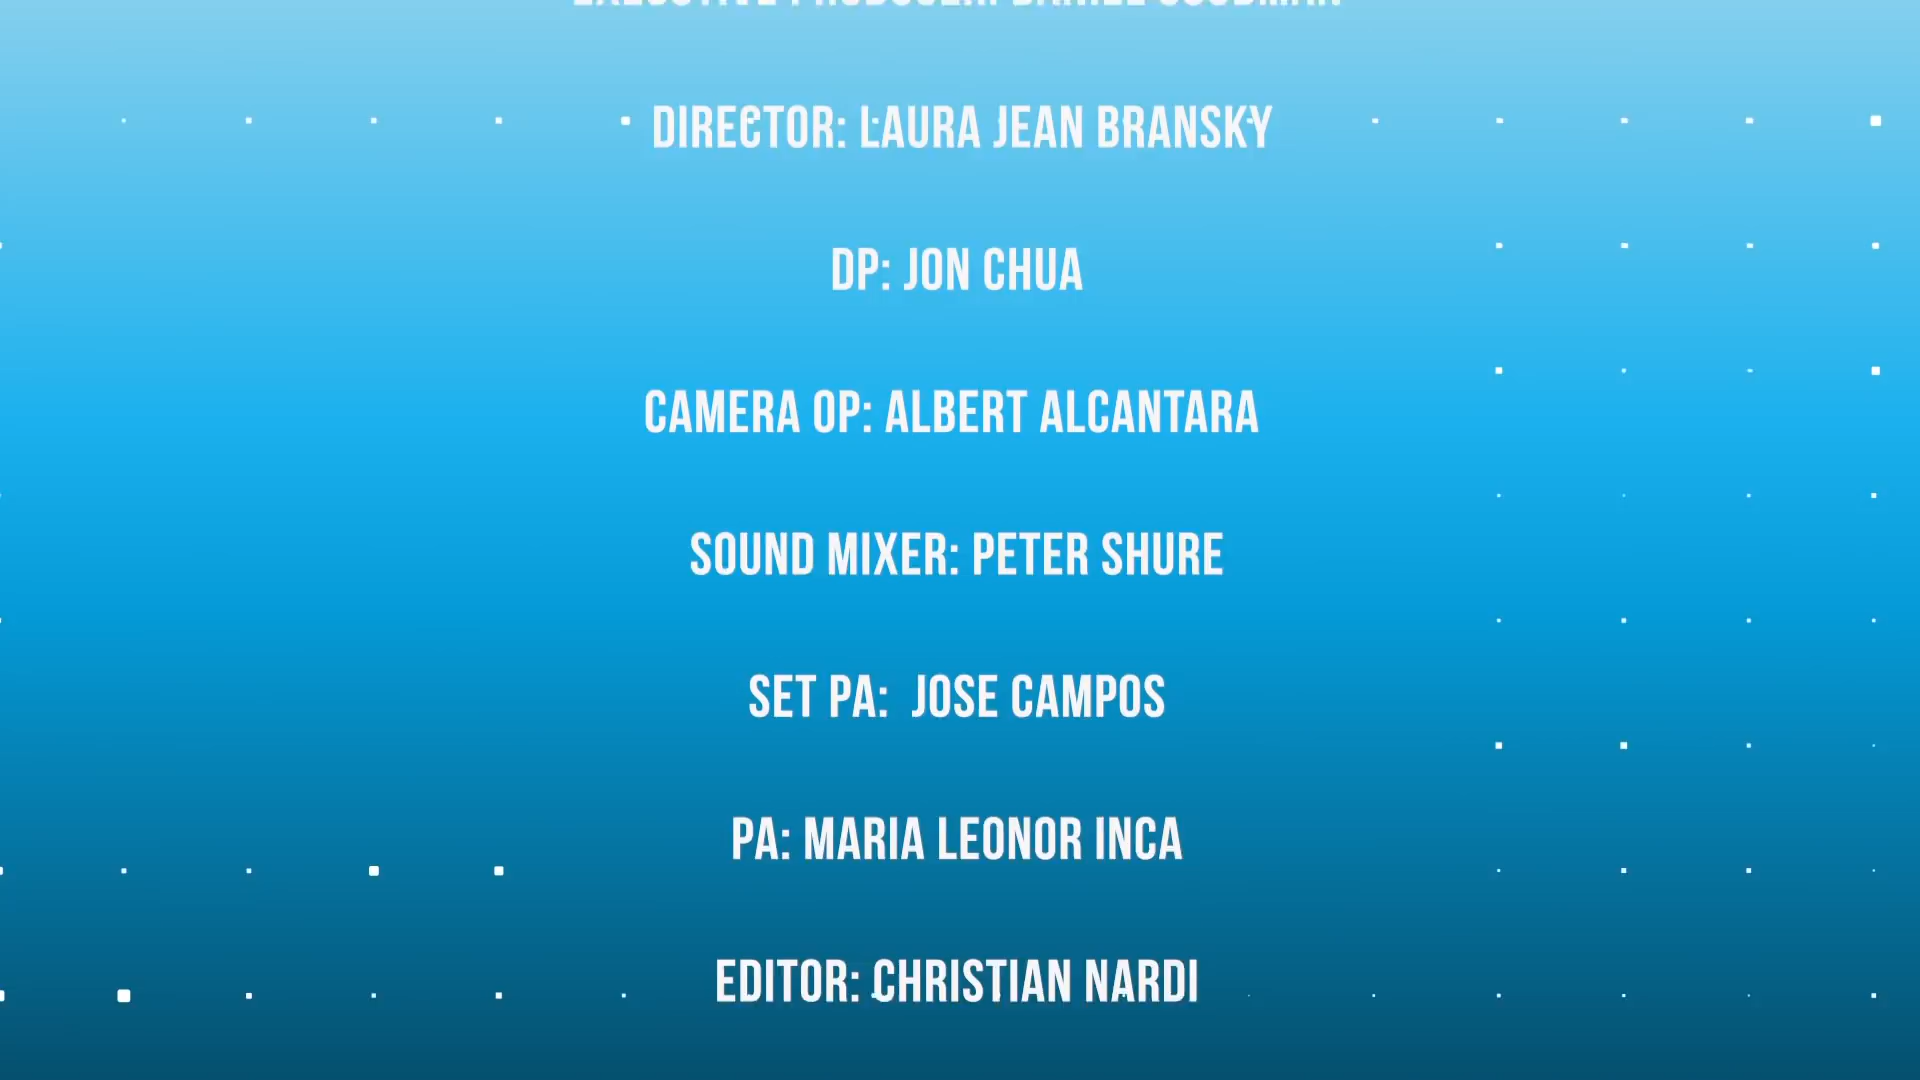 DIRECTOR: LAURA JEAN BRANSKY
DP: JON CHUA
CAMERA OP: ALBERT ALCANTARA
SOUND MIXER: PETER SHURE
SET PA:  JOSE CAMPOS
PA: MARIA LEONOR INCA
EDITOR: CHRISTIAN NARDI